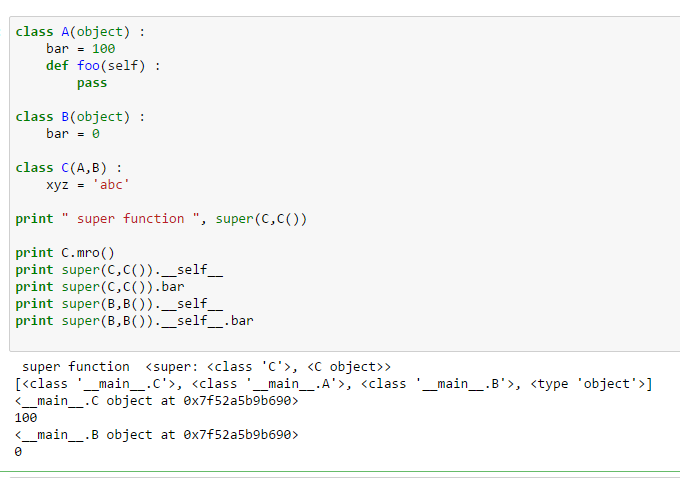 class A(object) :
    bar = 100
    def foo(self) :
        pass

class B(object) :
    bar = 0

class C(A,B) :
    xyz = 'abc'

print " super function ", super(C,C())

print C.mro()
print super(C,C()).__self__
print super(C,C()).bar
print super(B,B()).__self__
print super(B,B()).__self__.bar

 super function  <super: <class 'C'>, <C object>>
[<class '__main__.C'>, <class '__main__.A'>, <class '__main__.B'>, <type 'object'>]
<__main__.C object at 0x7f52a5b9b690>
100
<__main__.B object at 0x7f52a5b9b690>
0